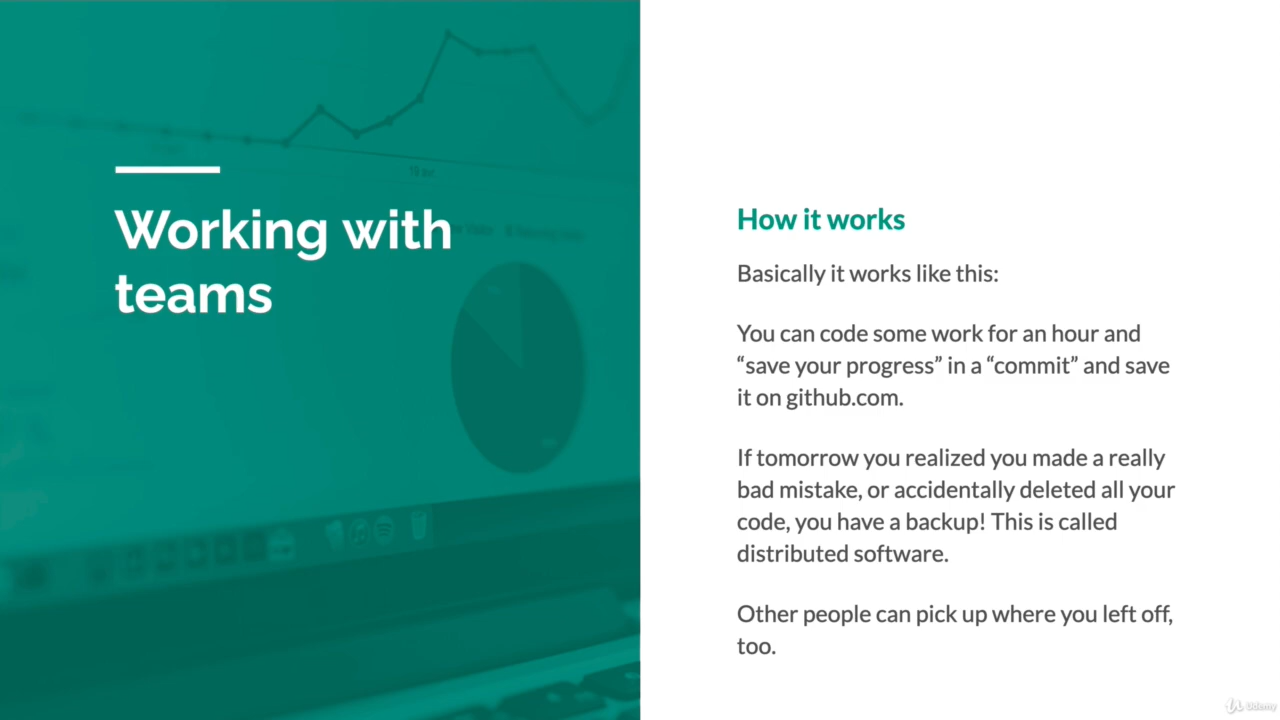 Working with
teams
How it works
Basically it works like this:
You can code some work for an hour and
“save your progress” in a “commit” and save
it on github.com.
If tomorrow you realized you made a really
bad mistake, or accidentally deleted all your
code, you have a backup! This is called
distributed software.
Other people can pick up where you left off,
too.
Udemy